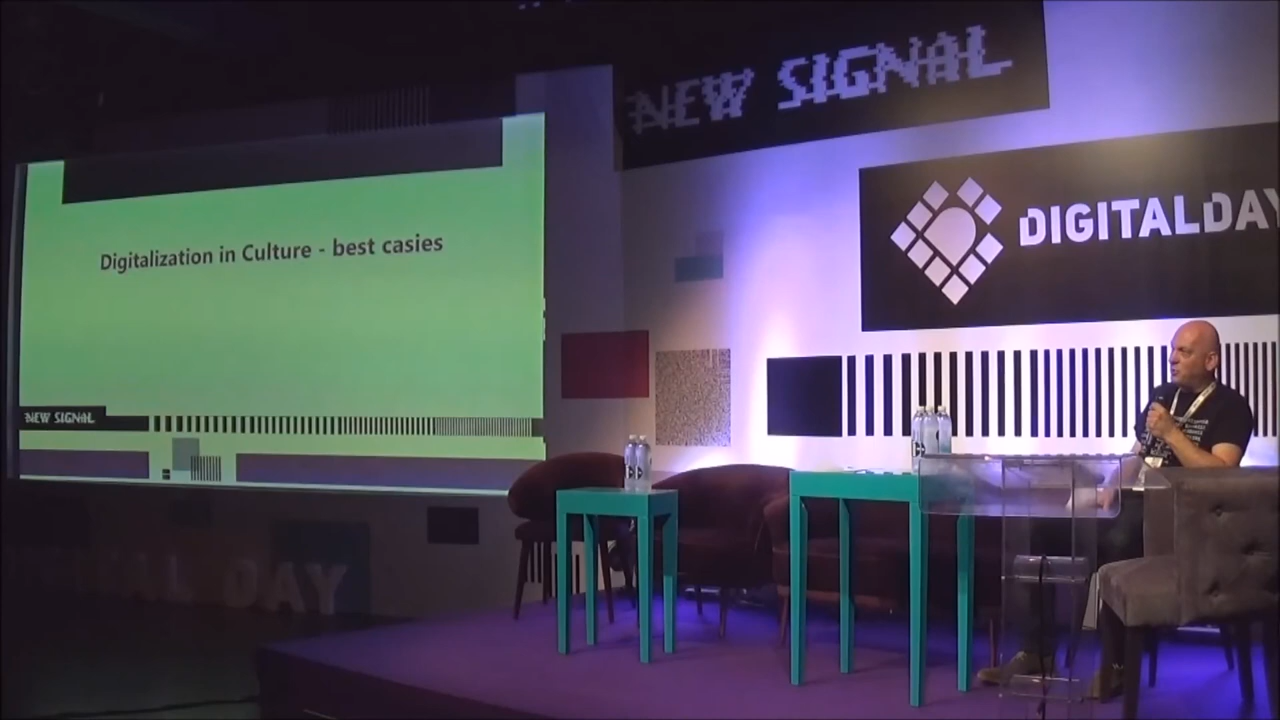 NEW SIGNAL
DIGITALDAY
Digitalization in Culture - best casies
NEW SIGNAL
DAY